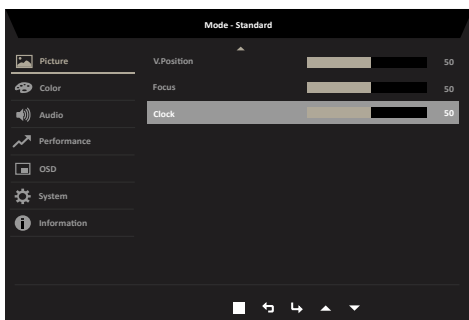 Mode - Standard
Picture
V.Position 50
Color
Focus 50
Audio
Clock 50
Performance
OSD
System
Information